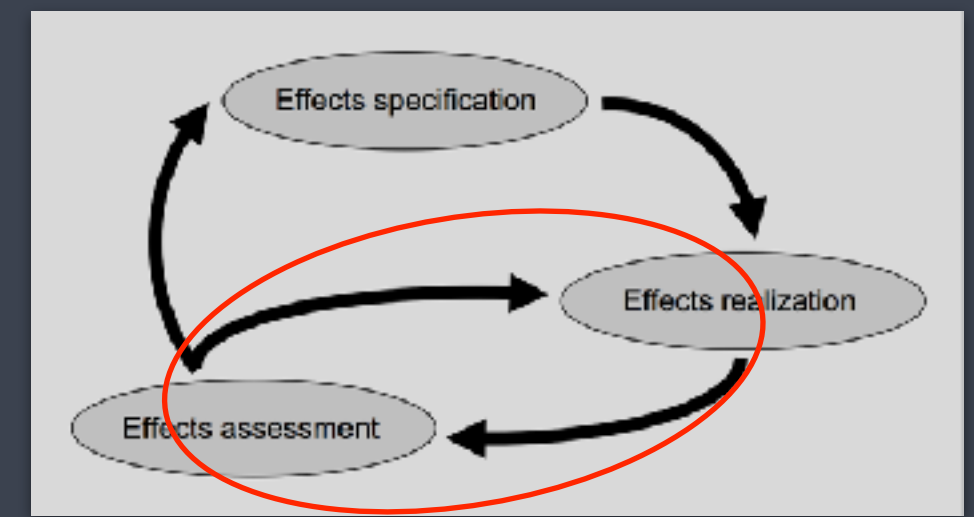 Effects specification
Effects realization
Effects assessment